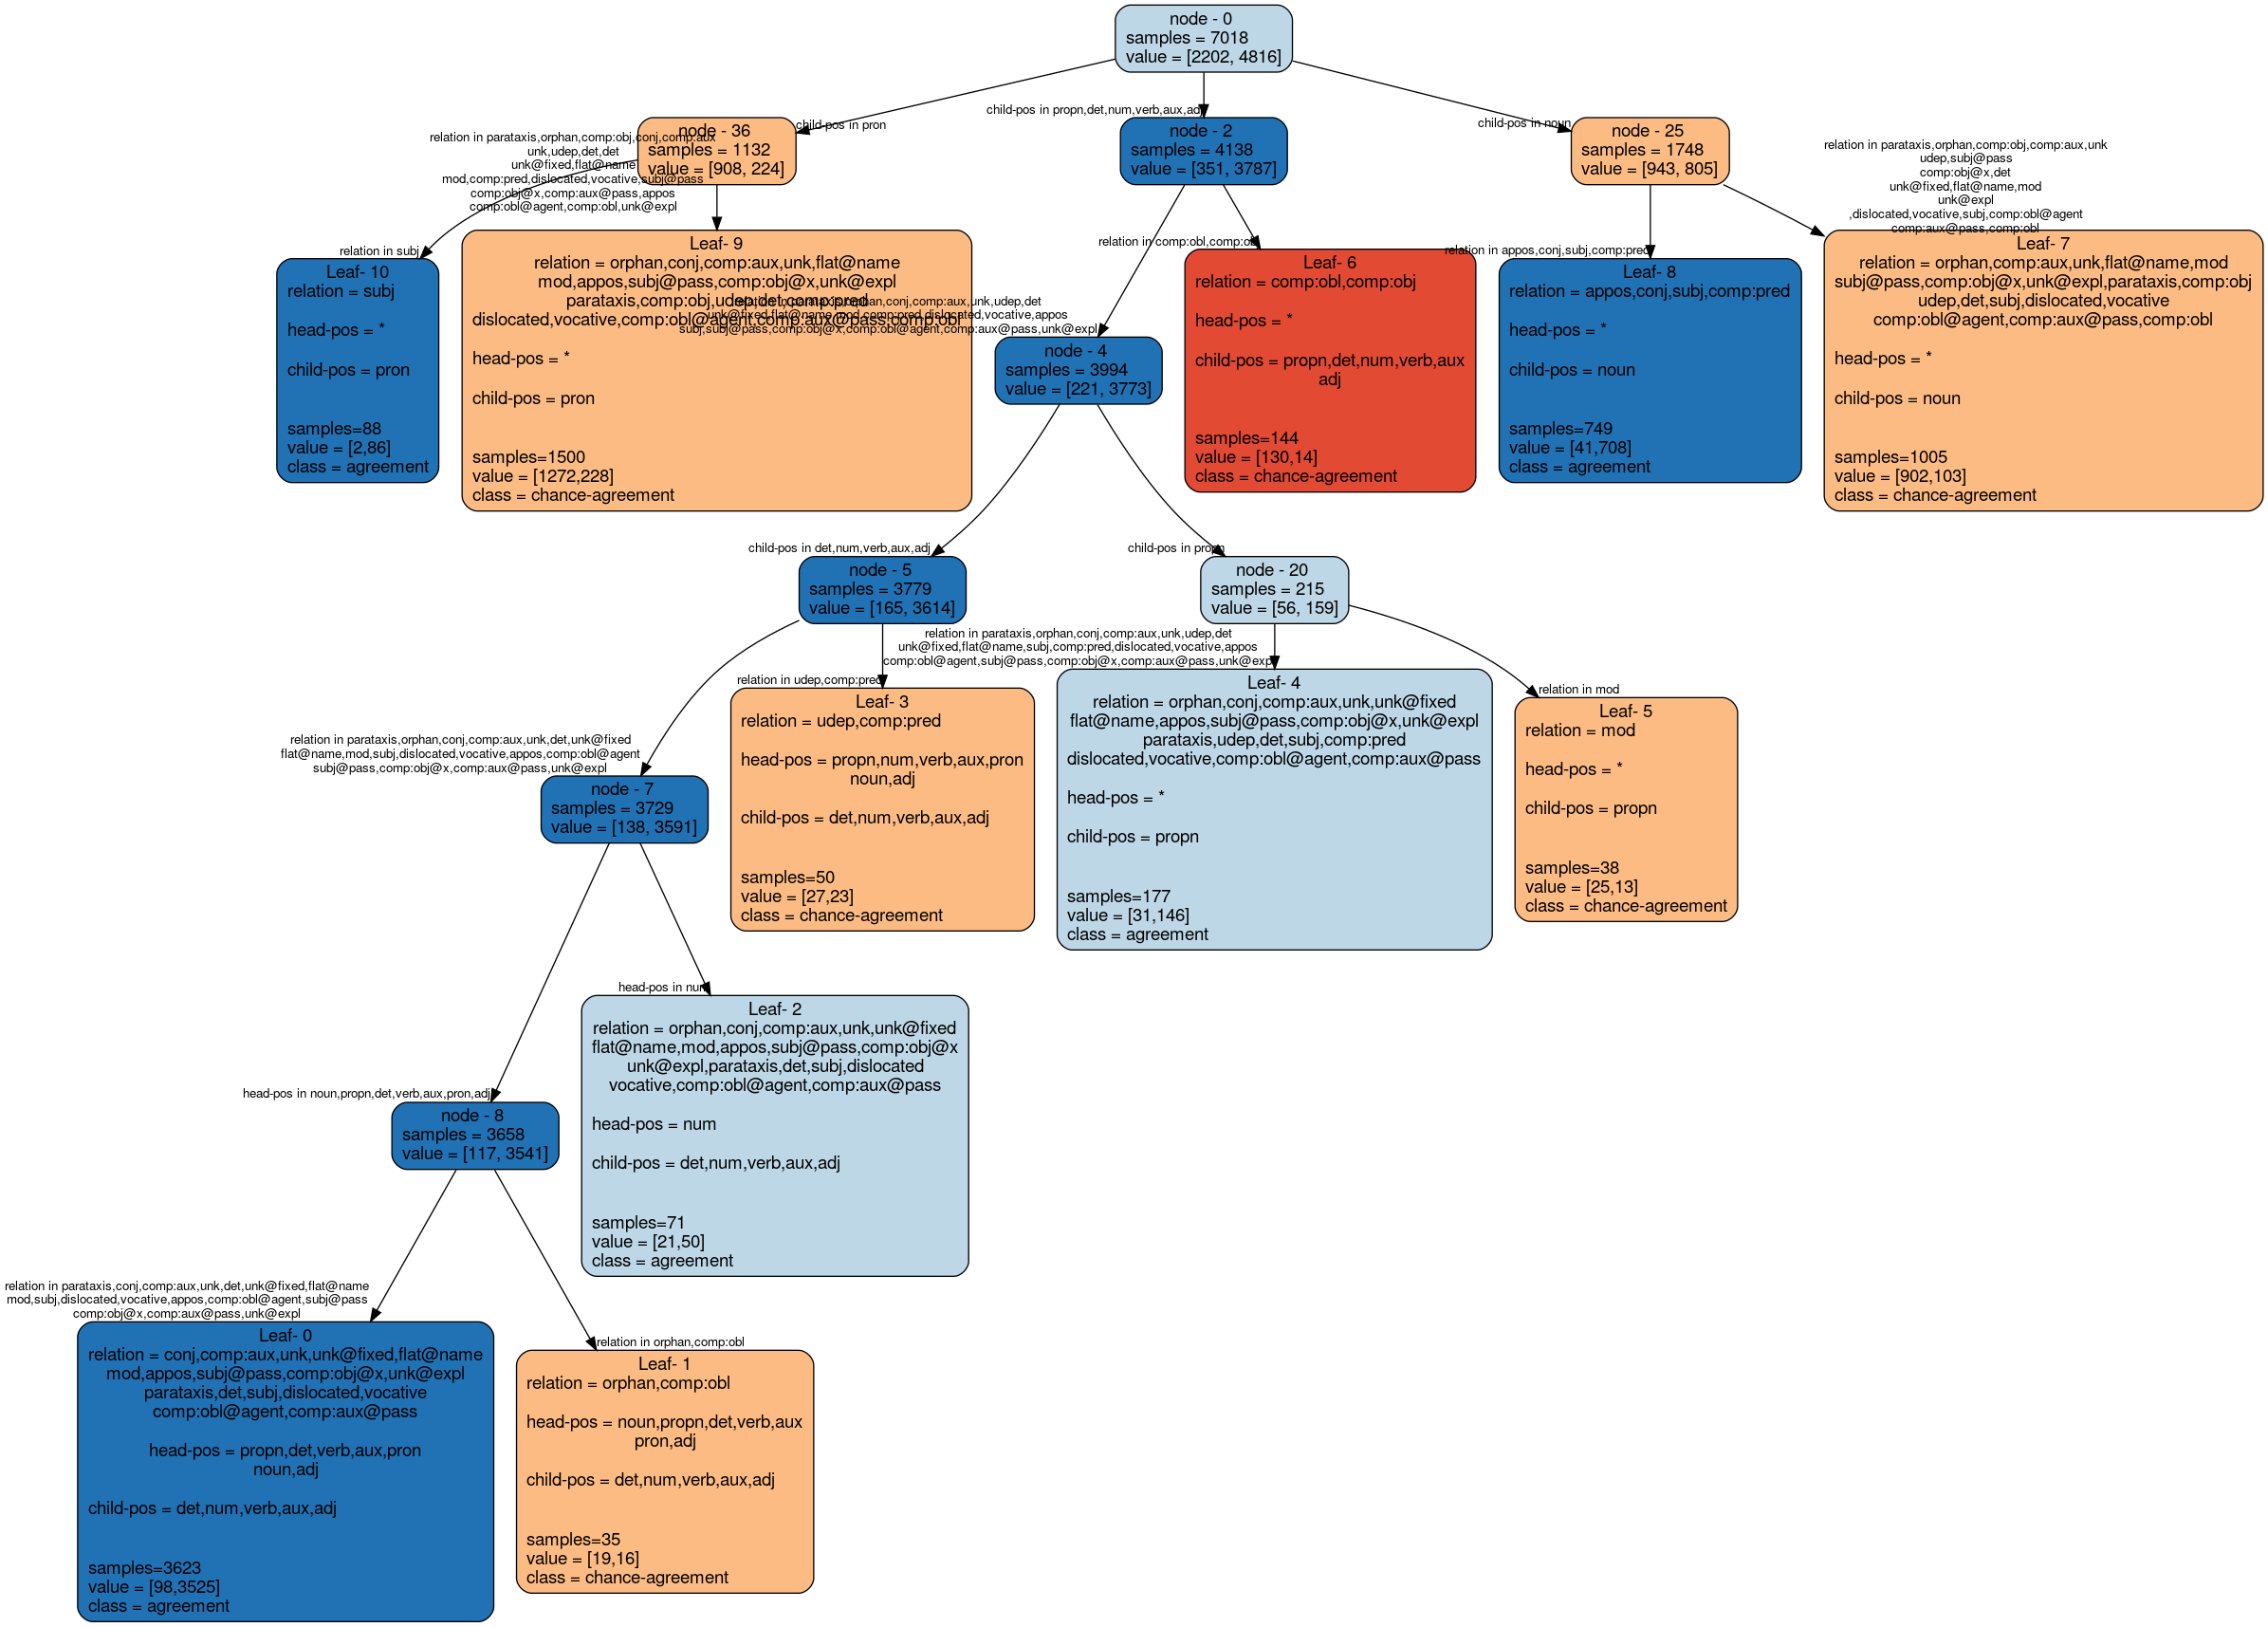 node - 0
samples = 7018
value = [2202, 4816]
child-pos in pron
child-pos in propn,det,num,verb,aux,adj
child-pos in noun
node - 36
samples = 1132
value = [908, 224]
node - 2
samples = 4138
value = [351, 3787]
node - 25
samples = 1748
value = [943, 805]
relation in subj
relation in parataxis,orphan,comp:obj,conj,comp:aux
unk,udep,det,det
unk@fixed,flat@name
mod,comp:pred,dislocated,vocative,subj@pass
comp:obj@x,comp:aux@pass,appos
comp:obl@agent,comp:obl,unk@expl
relation in comp:obl,comp:obj
relation in appos,conj,subj,comp:pred
relation in parataxis,orphan,comp:obj,comp:aux,unk
udep,subj@pass
comp:obj@x,det
unk@fixed,flat@name,mod
unk@expl
,dislocated,vocative,subj,comp:obl@agent
comp:aux@pass,comp:obl
Leaf- 10
relation = subj
head-pos = *
child-pos = pron
samples=88
value = [2,86]
class = agreement
Leaf- 9
relation = orphan,conj,comp:aux,unk,flat@name
mod,appos,subj@pass,comp:obj@x,unk@expl
parataxis,comp:obj,udep,det,comp:pred
dislocated,vocative,comp:obl@agent,comp:aux@pass,comp:obl
head-pos = *
child-pos = pron
samples=1500
value = [1272,228]
class = chance-agreement
relation in parataxis,orphan,conj,comp:aux,unk,udep,det
unk@fixed,flat@name,mod,comp:pred,dislocated,vocative,appos
subj,subj@pass,comp:obj@x,comp:obl@agent,comp:aux@pass,unk@expl
node - 4
samples = 3994
value = [221, 3773]
Leaf- 6
relation = comp:obl,comp:obj
head-pos = *
child-pos = propn,det,num,verb,aux
adj
samples=144
value = [130,14]
class = chance-agreement
Leaf- 8
relation = appos,conj,subj,comp:pred
head-pos = *
child-pos = noun
samples=749
value = [41,708]
class = agreement
Leaf- 7
relation = orphan,comp:aux,unk,flat@name,mod
subj@pass,comp:obj@x,unk@expl,parataxis,comp:obj
udep,det,subj,dislocated,vocative
comp:obl@agent,comp:aux@pass,comp:obl
head-pos = *
child-pos = noun
samples=1005
value = [902,103]
class = chance-agreement
child-pos in det,num,verb,aux,adj
child-pos in propn
node - 5
samples = 3779
value = [165, 3614]
node - 20
samples = 215
value = [56, 159]
relation in parataxis,orphan,conj,comp:aux,unk,det,unk@fixed
flat@name,mod,subj,dislocated,vocative,appos,comp:obl@agent
subj@pass,comp:obj@x,comp:aux@pass,unk@expl
relation in udep,comp:pred
relation in parataxis,orphan,conj,comp:aux,unk,udep,det
unk@fixed,flat@name,subj,comp:pred,dislocated,vocative,appos
comp:obl@agent,subj@pass,comp:obj@x,comp:aux@pass,unk@expl
relation in mod
node - 7
samples = 3729
value = [138, 3591]
Leaf- 3
relation = udep,comp:pred
head-pos = propn,num,verb,aux,pron
noun,adj
child-pos = det,num,verb,aux,adj
samples=50
value = [27,23]
class = chance-agreement
Leaf- 4
relation = orphan,conj,comp:aux,unk,unk@fixed
flat@name,appos,subj@pass,comp:obj@x,unk@expl
parataxis,udep,det,subj,comp:pred
dislocated,vocative,comp:obl@agent,comp:aux@pass
head-pos = *
child-pos = propn
samples=177
value = [31,146]
class = agreement
Leaf- 5
relation = mod
head-pos = *
child-pos = propn
samples=38
value = [25,13]
class = chance-agreement
head-pos in noun,propn,det,verb,aux,pron,adj
head-pos in num
node - 8
samples = 3658
value = [117, 3541]
Leaf- 2
relation = orphan,conj,comp:aux,unk,unk@fixed
flat@name,mod,appos,subj@pass,comp:obj@x
unk@expl,parataxis,det,subj,dislocated
vocative,comp:obl@agent,comp:aux@pass
head-pos = num
child-pos = det,num,verb,aux,adj
samples=71
value = [21,50]
class = agreement
relation in parataxis,conj,comp:aux,unk,det,unk@fixed,flat@name
mod,subj,dislocated,vocative,appos,comp:obl@agent,subj@pass
comp:obj@x,comp:aux@pass,unk@expl
relation in orphan,comp:obl
Leaf- 0
relation = conj,comp:aux,unk,unk@fixed,flat@name
mod,appos,subj@pass,comp:obj@x,unk@expl
parataxis,det,subj,dislocated,vocative
comp:obl@agent,comp:aux@pass
head-pos = propn,det,verb,aux,pron
noun,adj
child-pos = det,num,verb,aux,adj
samples=3623
value = [98,3525]
class = agreement
Leaf- 1
relation = orphan,comp:obl
head-pos = noun,propn,det,verb,aux
pron,adj
child-pos = det,num,verb,aux,adj
samples=35
value = [19,16]
class = chance-agreement